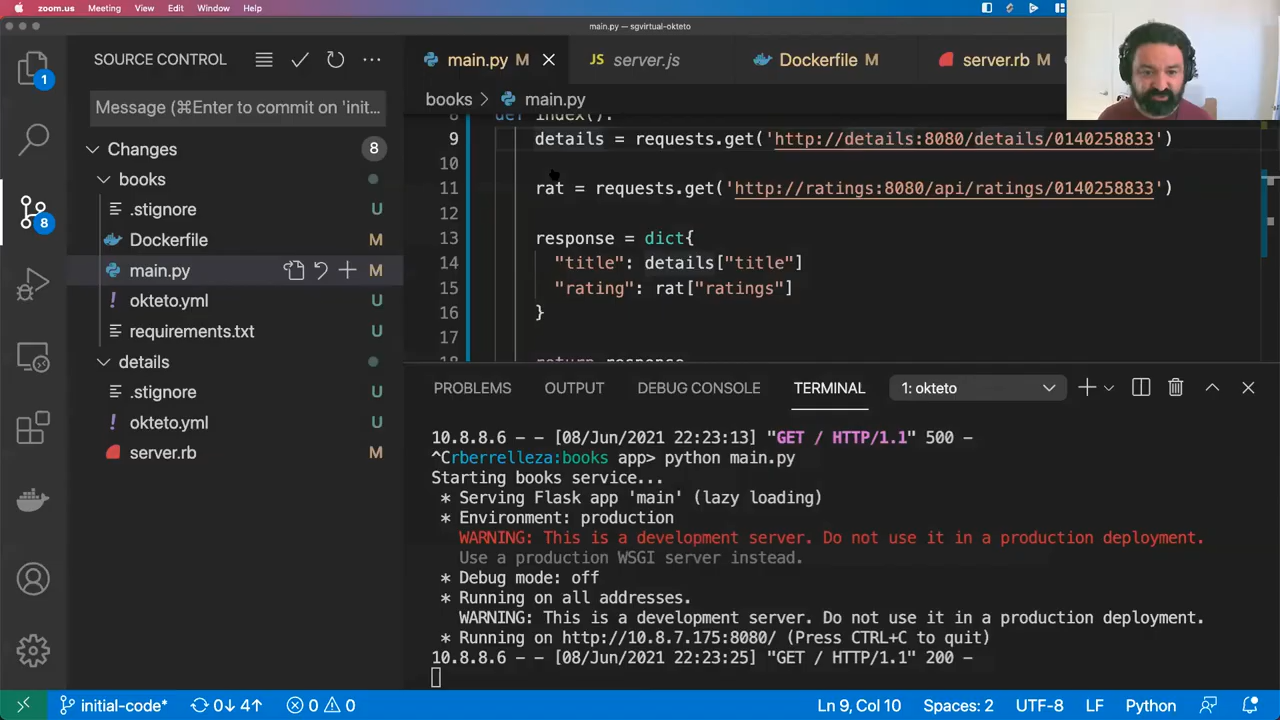 zoom.us Meeting View Edit Window Help
main.py — sgvirtual-okteto
SOURCE CONTROL
main.py M
JS server.js
Dockerfile M
server.rb M
1
Message (⌘Enter to commit on 'init…
books > main.py
Changes 8
books
.stignore U
Dockerfile M
main.py M
! okteto.yml U
requirements.txt U
details
.stignore U
! okteto.yml U
server.rb M
8
8 def index():
9 details = requests.get('http://details:8080/details/0140258833')
10
11 rat = requests.get('http://ratings:8080/api/ratings/0140258833')
12
13 response = dict{
14 "title": details["title"]
15 "rating": rat["ratings"]
16 }
17
18 return response
PROBLEMS OUTPUT DEBUG CONSOLE TERMINAL 1: okteto
10.8.8.6 - - [08/Jun/2021 22:23:13] "GET / HTTP/1.1" 500 -
^Crberrelleza:books app> python main.py
Starting books service...
* Serving Flask app 'main' (lazy loading)
* Environment: production
WARNING: This is a development server. Do not use it in a production deployment.
Use a production WSGI server instead.
* Debug mode: off
* Running on all addresses.
WARNING: This is a development server. Do not use it in a production deployment.
* Running on http://10.8.7.175:8080/ (Press CTRL+C to quit)
10.8.8.6 - - [08/Jun/2021 22:23:25] "GET / HTTP/1.1" 200 -
initial-code* 0↓ 4↑ 0 0 Ln 9, Col 10 Spaces: 2 UTF-8 LF Python